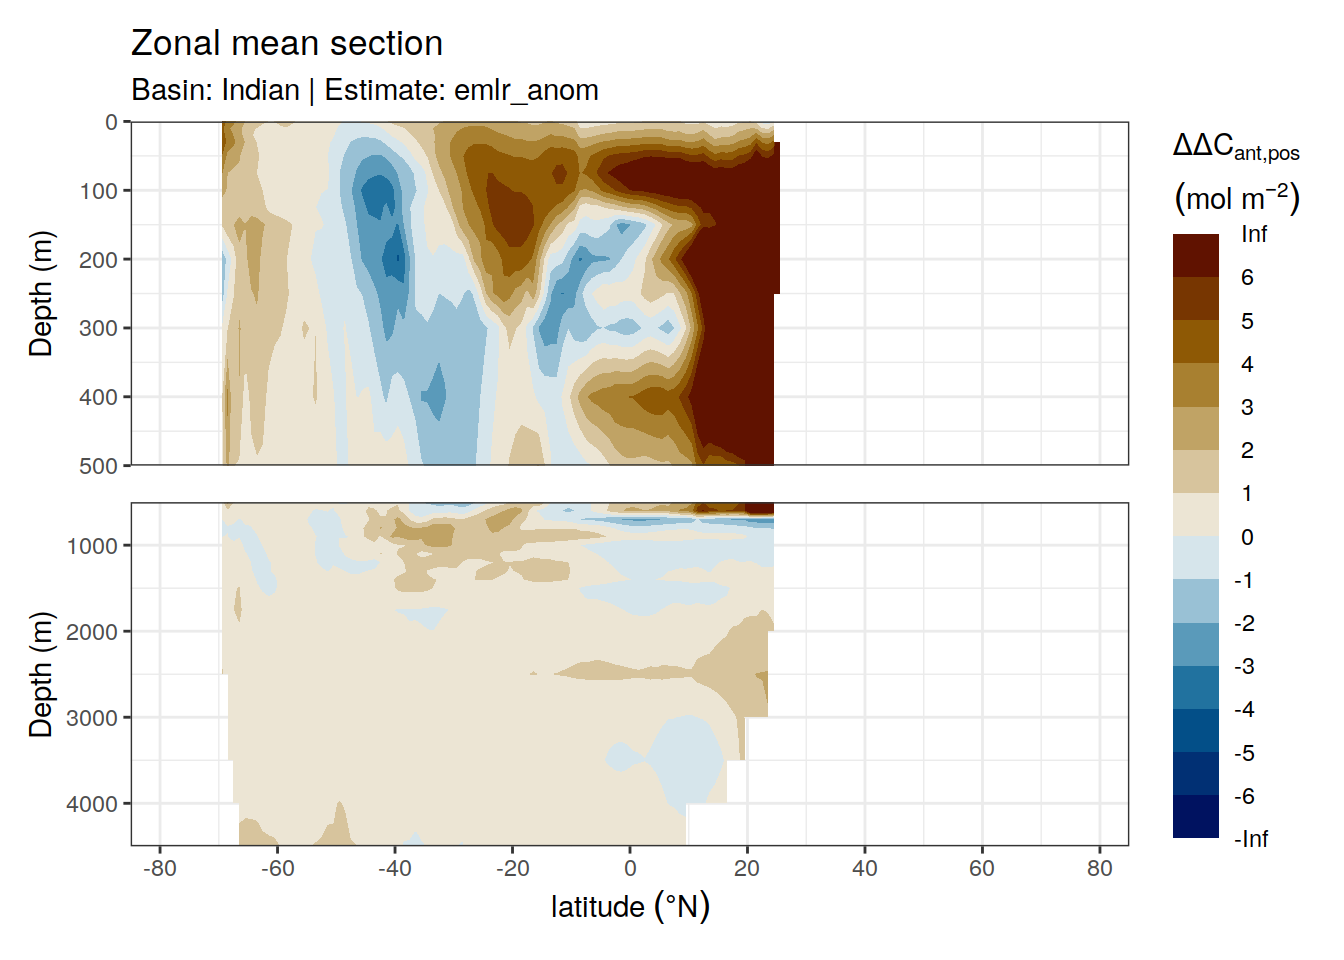 Zonal mean section
Basin: Indian | Estimate: emlr_anom
Depth (m)
0
100
200
300
400
500
Depth (m)
1000
2000
3000
4000
-80 -60 -40 -20 0 20 40 60 80
latitude (°N)
ΔΔC_ant,pos
(mol m⁻²)
Inf
6
5
4
3
2
1
0
-1
-2
-3
-4
-5
-6
-Inf